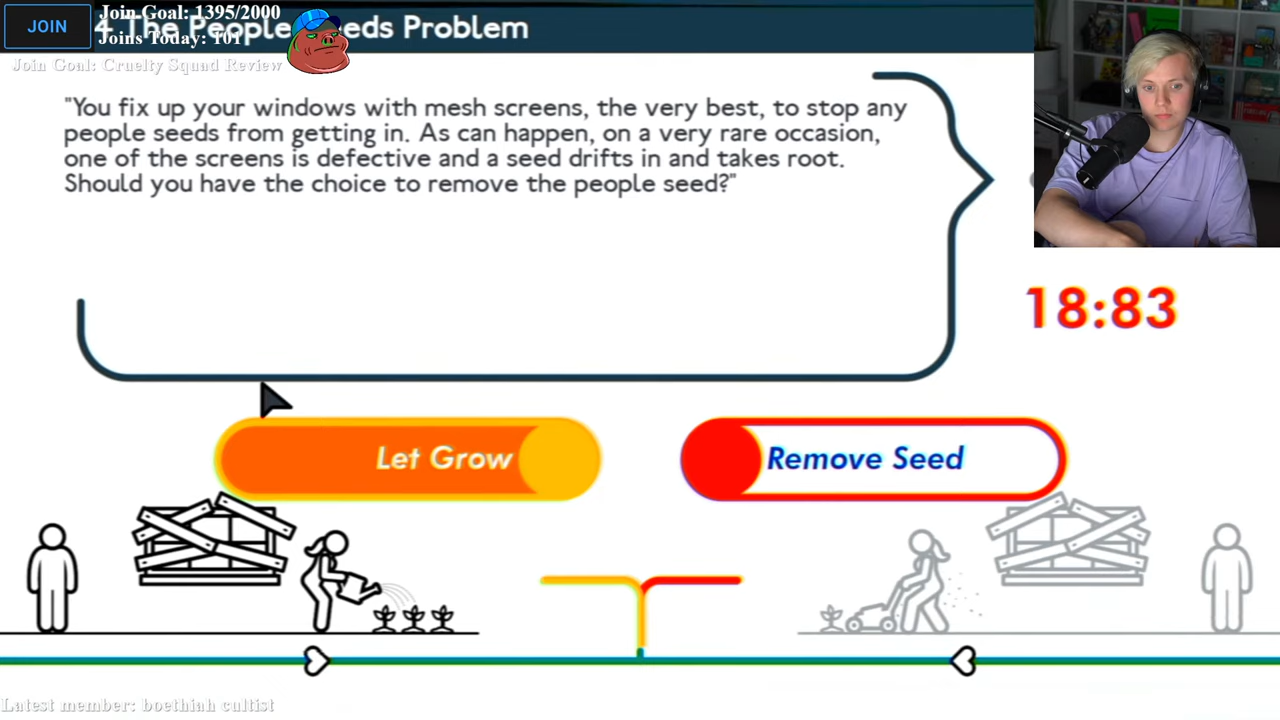 JOIN
Join Goal: 1395/2000
Joins Today: 101
Join Goal: Cruelty Squad Review
4 The People eeds Problem
"You fix up your windows with mesh screens, the very best, to stop any
people seeds from getting in. As can happen, on a very rare occasion,
one of the screens is defective and a seed drifts in and takes root.
Should you have the choice to remove the people seed?"
18:83
Let Grow
Remove Seed
Latest member: boethiah cultist